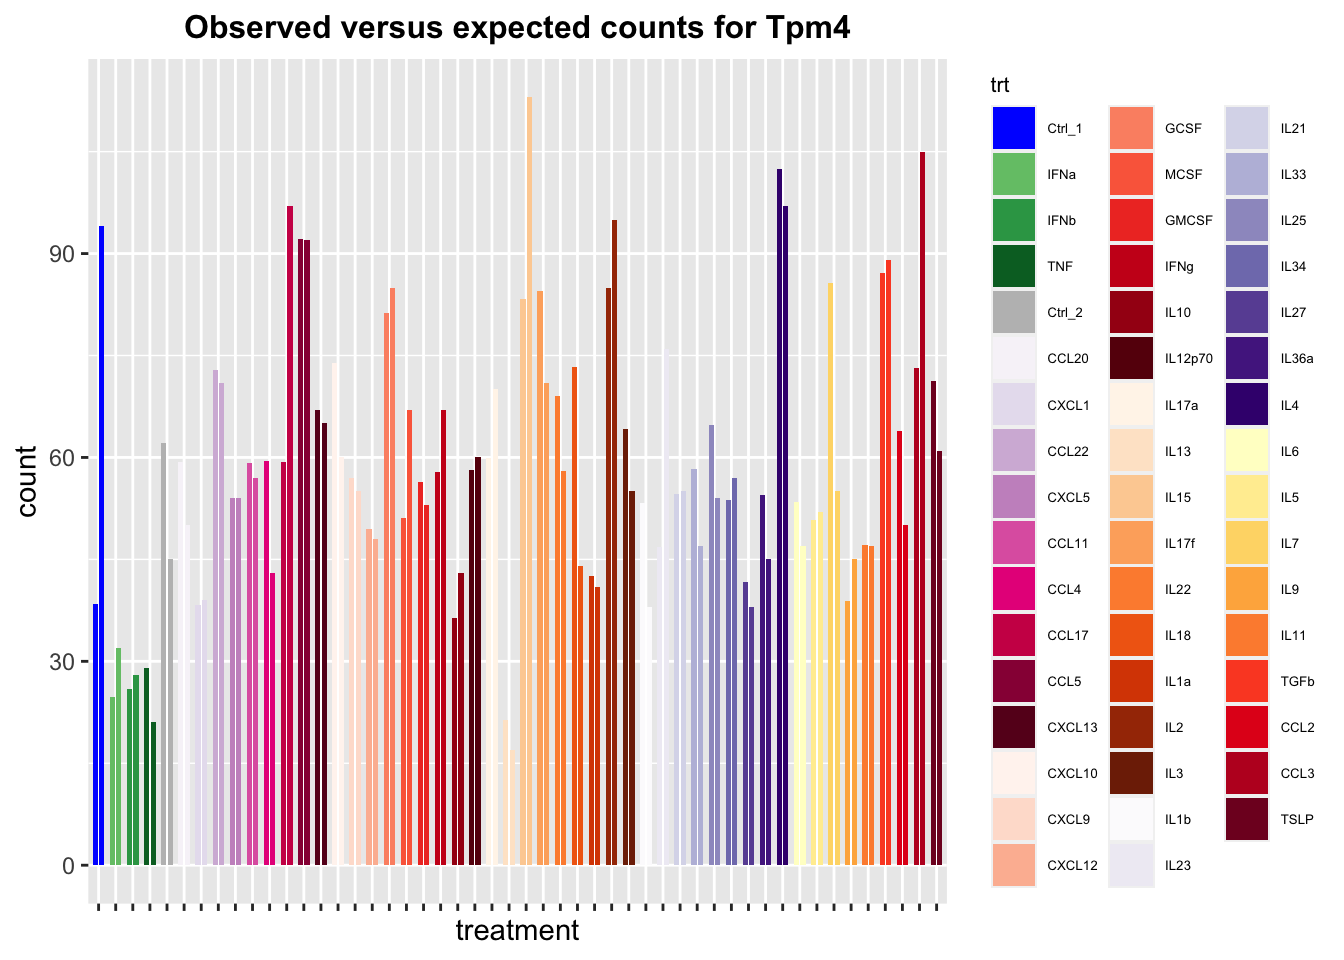 Observed versus expected counts for Tpm4
count
90
60
30
0
treatment
trt
Ctrl_1
IFNa
IFNb
TNF
Ctrl_2
CCL20
CXCL1
CCL22
CXCL5
CCL11
CCL4
CCL17
CCL5
CXCL13
CXCL10
CXCL9
CXCL12
GCSF
MCSF
GMCSF
IFNg
IL10
IL12p70
IL17a
IL13
IL15
IL17f
IL22
IL18
IL1a
IL2
IL3
IL1b
IL23
IL21
IL33
IL25
IL34
IL27
IL36a
IL4
IL6
IL5
IL7
IL9
IL11
TGFb
CCL2
CCL3
TSLP